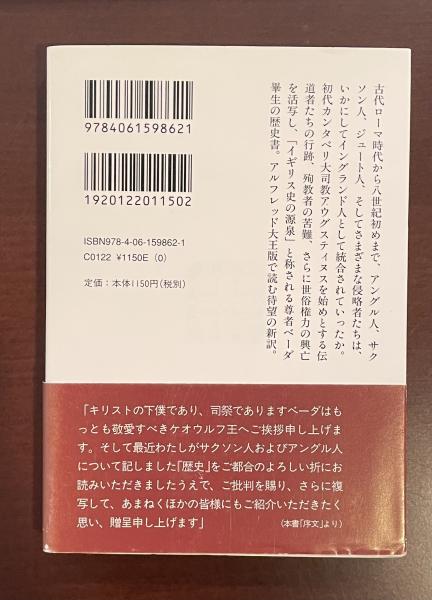 古代ローマ時代から八世紀初めまで、アングル人、サク
ソン人、ジュート人、そしてさまざまな侵略者たちは、
いかにしてイングランド人として統合されていったか。
初代カンタベリ大司教アウグスティヌスを始めとする伝
道者たちの行跡、殉教者の苦難、さらに世俗権力の興亡
を活写し、「イギリス史の源泉」と称される尊者ベーダ
畢生の歴史書。アルフレッド大王版で読む待望の新訳。
9784061598621
1920122011502
ISBN978-4-06-159862-1
C0122 ¥1150E (0)
定価：本体1150円(税別)
「キリストの下僕であり、司祭でありますベーダはも
っとも敬愛すべきケオウルフ王へご挨拶申し上げま
す。そして最近わたしがサクソン人およびアングル人
について記しました「歴史」をご都合のよろしい折にお
読みいただきましたうえで、ご批判を賜り、さらに複
写して、あまねくほかの皆様にもご紹介いただきたく
思い、贈呈申し上げます」
（本書「序文」より）